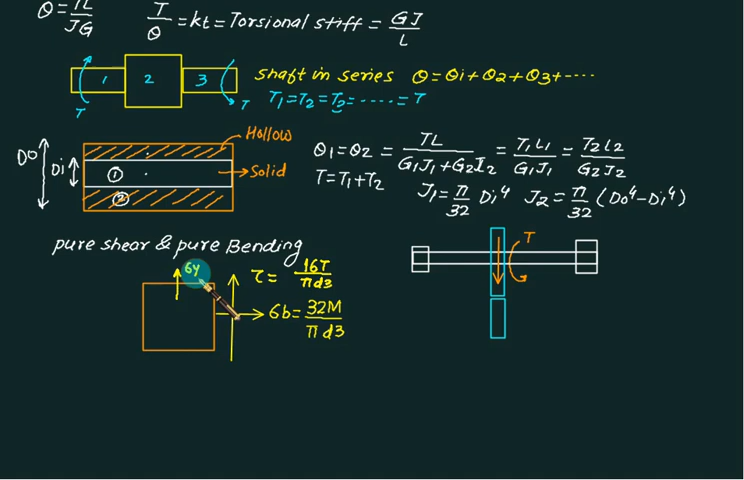 θ = TL/JG
T/θ = kt = Torsional stiff = GJ/L
1 2 3
T T
Shaft in series θ = θ1 + θ2 + θ3 + ....
T1 = T2 = T3 = ..... = T
Hollow
Do Di
1
Solid
2
θ1 = θ2 = TL/(G1J1 + G2J2) = T1L1/G1J1 = T2L2/G2J2
T = T1 + T2
J1 = π/32 Di⁴ J2 = π/32 (Do⁴ - Di⁴)
pure shear & pure Bending
T
6y
τ = 16T/πd3
6b = 32M/πd3